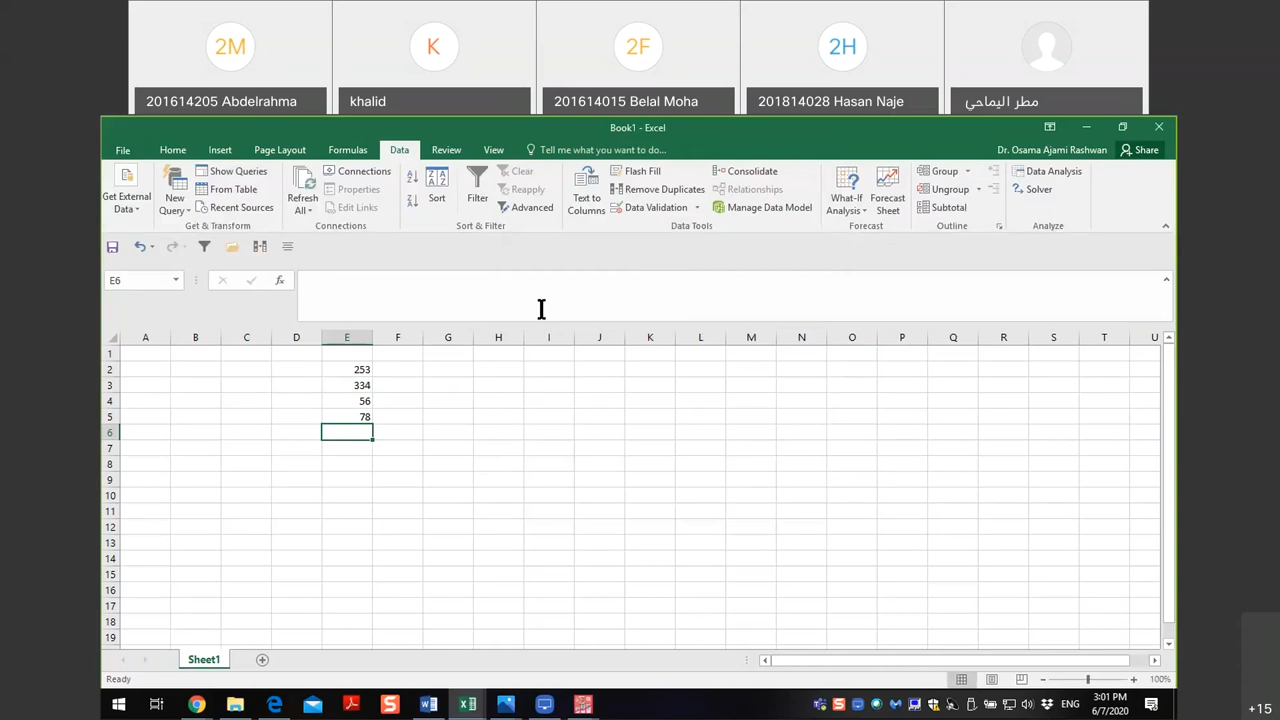 2M
K
2F
2H
201614205 Abdelrahma
khalid
201614015 Belal Moha
201814028 Hasan Naje
مطر اليماحي
Book1 - Excel
File Home Insert Page Layout Formulas Data Review View Tell me what you want to do... Dr. Osama Ajami Rashwan Share
Get External Data
New Query
Show Queries
From Table
Recent Sources
Get & Transform
Refresh All
Connections
Properties
Edit Links
Connections
Sort
Filter
Clear
Reapply
Advanced
Sort & Filter
Text to Columns
Flash Fill
Remove Duplicates
Data Validation
Consolidate
Relationships
Manage Data Model
Data Tools
What-If Analysis
Forecast Sheet
Forecast
Group
Ungroup
Subtotal
Outline
Data Analysis
Solver
Analyze
E6 fx
A B C D E F G H I J K L M N O P Q R S T U
1
2 253
3 334
4 56
5 78
6
7
8
9
10
11
12
13
14
15
16
17
18
19
Sheet1
Ready 100%
ENG
3:01 PM
6/7/2020
+15